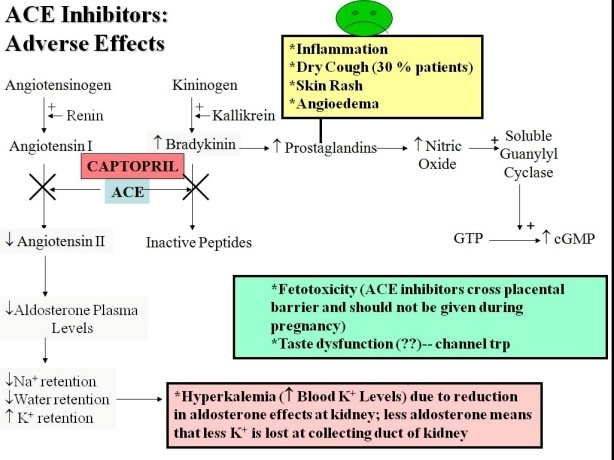 ACE Inhibitors:
Adverse Effects
*Inflammation
*Dry Cough (30 % patients)
*Skin Rash
*Angioedema
Angiotensinogen
Kininogen
+
Renin
+
Kallikrein
Angiotensin I
↑ Bradykinin
↑ Prostaglandins
↑ Nitric
Oxide
+
Soluble
Guanylyl
Cyclase
CAPTOPRIL
ACE
+
↓ Angiotensin II
Inactive Peptides
GTP
↑ cGMP
*Fetotoxicity (ACE inhibitors cross placental
barrier and should not be given during
pregnancy)
*Taste dysfunction (??)-- channel trp
↓Aldosterone Plasma
Levels
↓Na⁺ retention
↓Water retention
↑ K⁺ retention
*Hyperkalemia (↑ Blood K⁺ Levels) due to reduction
in aldosterone effects at kidney; less aldosterone means
that less K⁺ is lost at collecting duct of kidney